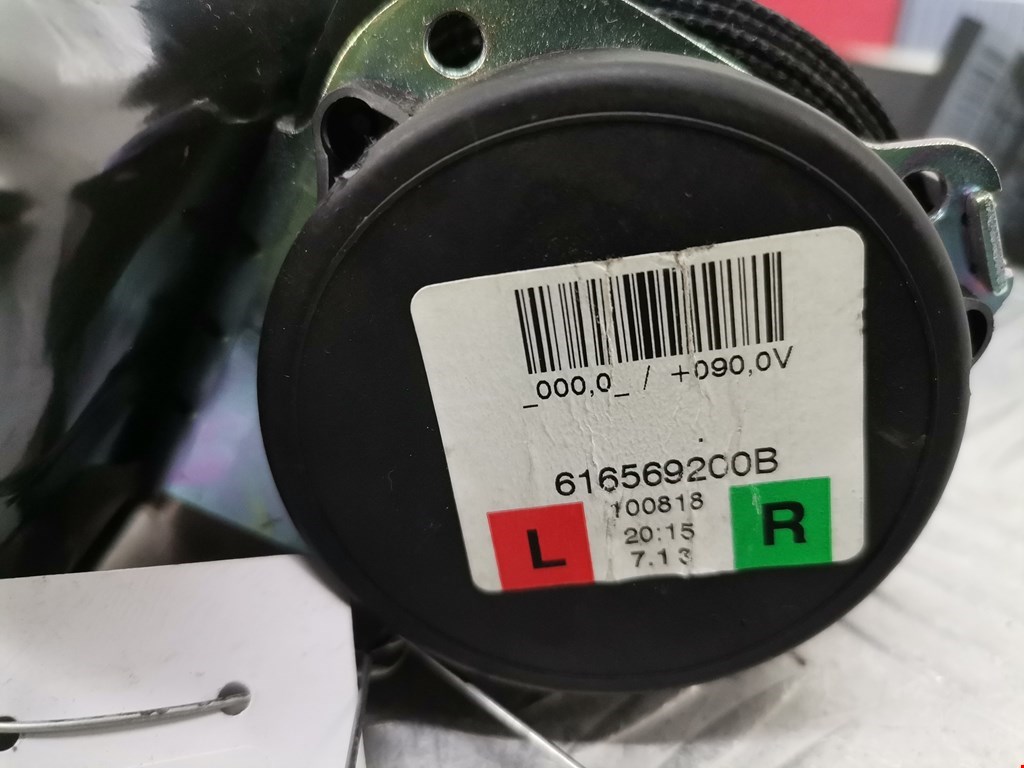 _000,0_ / +090,0V
616569200B
100818
20:15
7.13
L
R